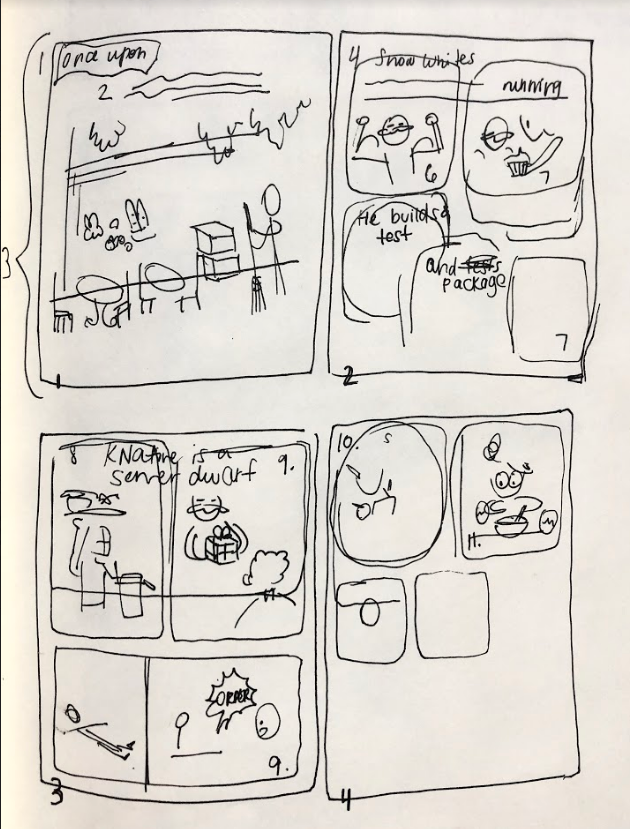 3
1
once upon
2
1
4 Snow whites
running
6
7
He builds a
test
and tests
package
7
2
8 KNative is a
server dwarf
9.
ORDER
9.
3
10.
S
11.
4